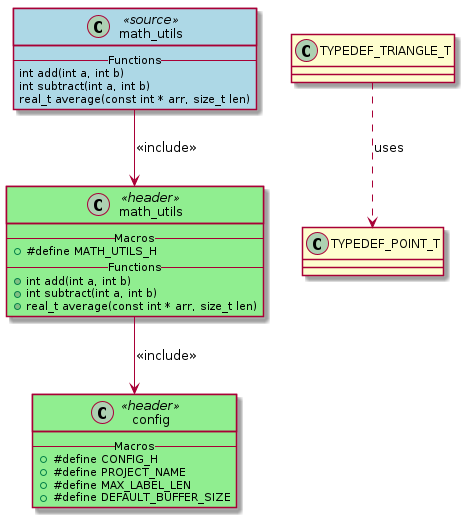 C
«source»
math_utils
Functions
int add(int a, int b)
int subtract(int a, int b)
real_t average(const int * arr, size_t len)
«include»
C
«header»
math_utils
Macros
#define MATH_UTILS_H
Functions
int add(int a, int b)
int subtract(int a, int b)
real_t average(const int * arr, size_t len)
«include»
C
«header»
config
Macros
#define CONFIG_H
#define PROJECT_NAME
#define MAX_LABEL_LEN
#define DEFAULT_BUFFER_SIZE
C TYPEDEF_TRIANGLE_T
uses
C TYPEDEF_POINT_T